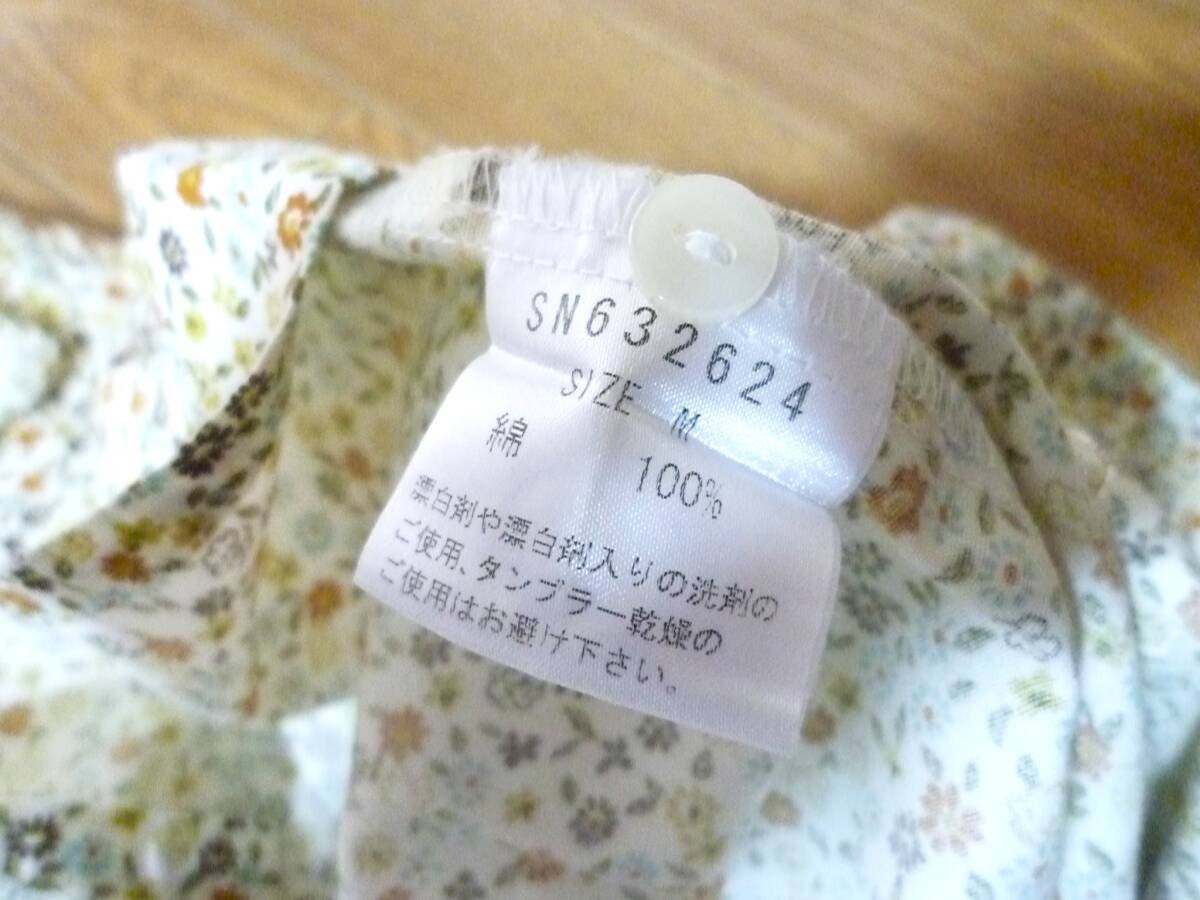 SN632624
SIZE M
綿 100%
漂白剤や漂白剤入りの洗剤の
ご使用、タンブラー乾燥の
ご使用はお避け下さい。